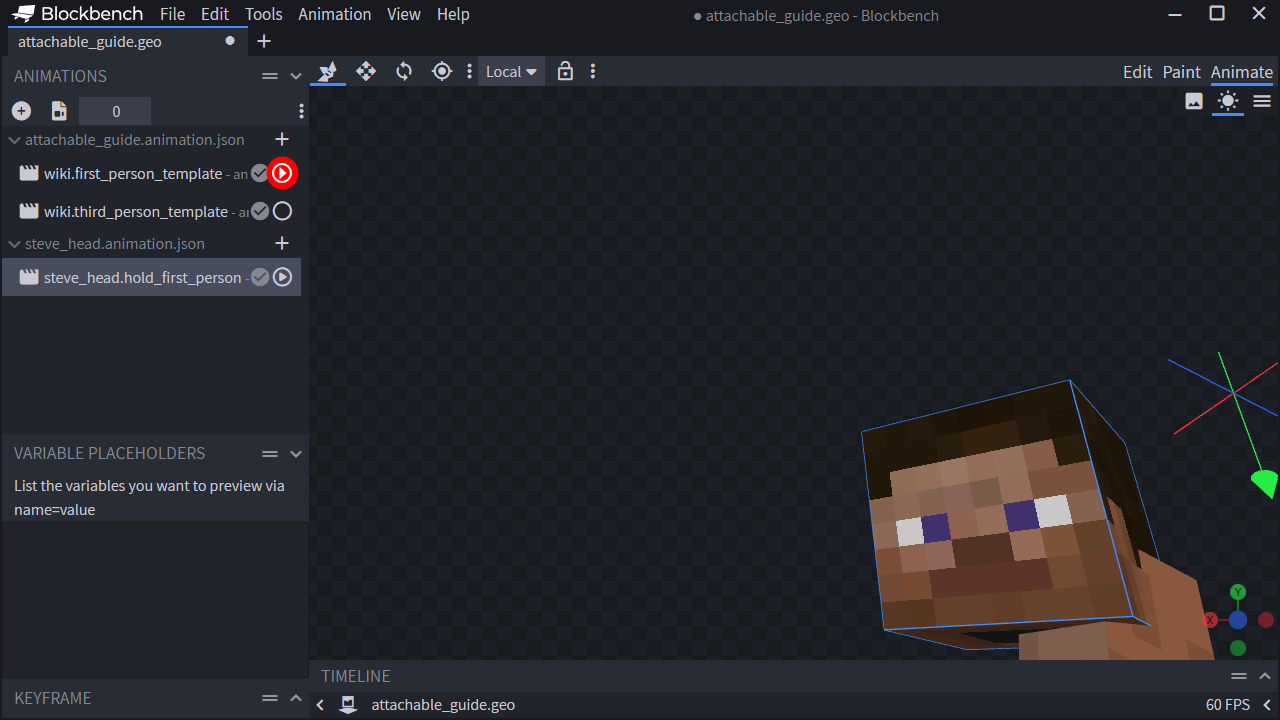 Blockbench File Edit Tools Animation View Help
● attachable_guide.geo - Blockbench
attachable_guide.geo
ANIMATIONS
Local
Edit Paint Animate
0
attachable_guide.animation.json
wiki.first_person_template - an
wiki.third_person_template - a
steve_head.animation.json
steve_head.hold_first_person -
VARIABLE PLACEHOLDERS
List the variables you want to preview via
name=value
Y
X
TIMELINE
KEYFRAME
attachable_guide.geo
60 FPS